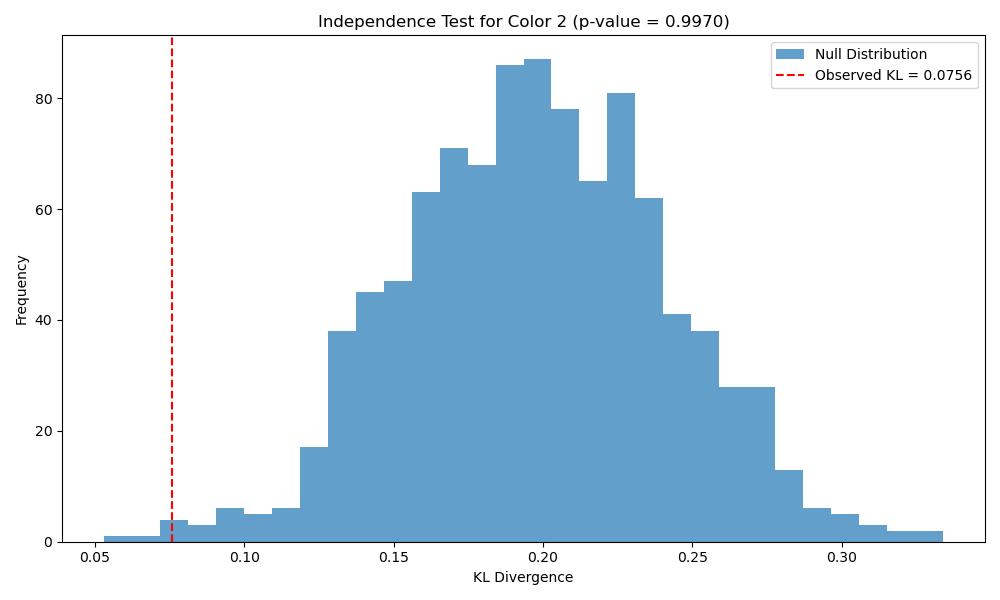 Independence Test for Color 2 (p-value = 0.9970)
Null Distribution
Observed KL = 0.0756
Frequency
80
60
40
20
0
0.05 0.10 0.15 0.20 0.25 0.30
KL Divergence